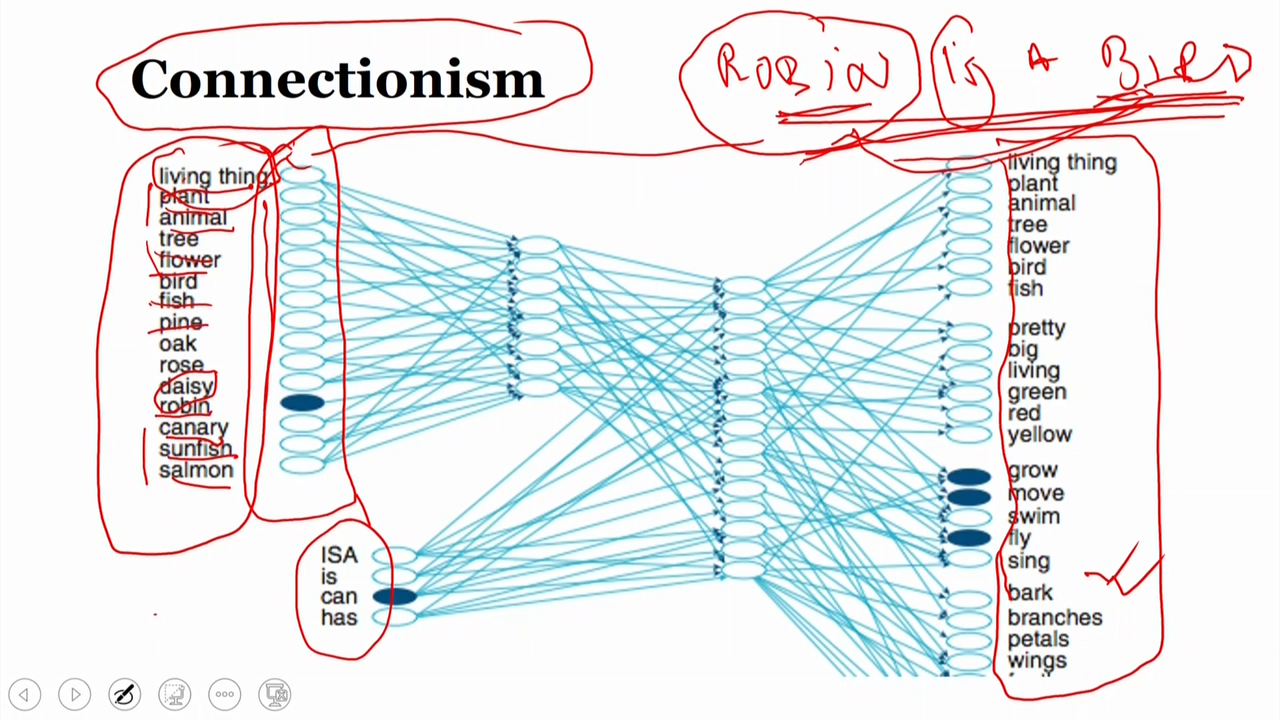 Connectionism
ROBIN is A BIRD
living thing
plant
animal
tree
flower
bird
fish
pine
oak
rose
daisy
robin
canary
sunfish
salmon
ISA
is
can
has
living thing
plant
animal
tree
flower
bird
fish
pretty
big
living
green
red
yellow
grow
move
swim
fly
sing
bark
branches
petals
wings